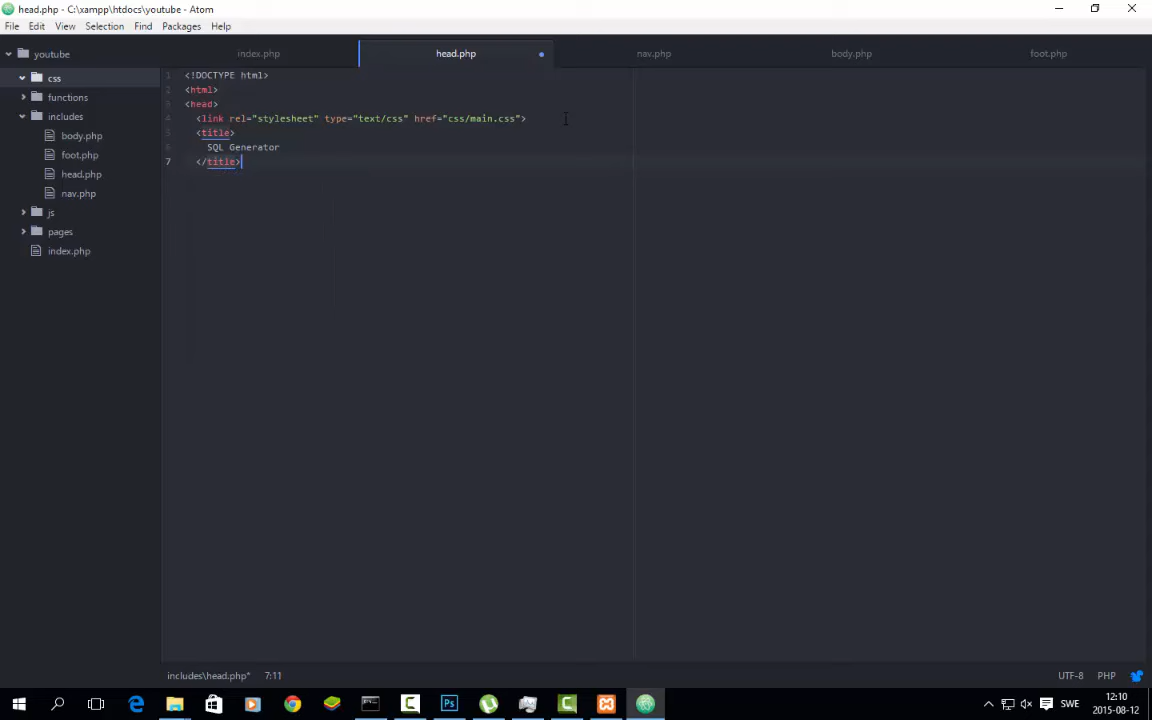 head.php - C:\xampp\htdocs\youtube - Atom
File Edit View Selection Find Packages Help
youtube
css
functions
includes
body.php
foot.php
head.php
nav.php
js
pages
index.php
index.php head.php nav.php body.php foot.php
1 <!DOCTYPE html>
2 <html>
3 <head>
4 <link rel="stylesheet" type="text/css" href="css/main.css">
5 <title>
6 SQL Generator
7 </title>
includes\head.php* 7:11 UTF-8 PHP
Ps
SWE
12:10
2015-08-12